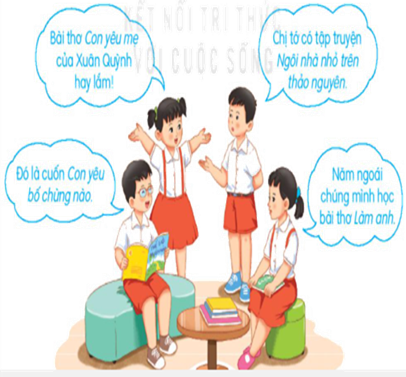 KẾT NỐI TRI THỨC
VỚI CUỘC SỐNG
Bài thơ Con yêu mẹ
của Xuân Quỳnh
hay lắm!
Chị tớ có tập truyện
Ngôi nhà nhỏ trên
thảo nguyên.
Đó là cuốn Con yêu
bố chừng nào.
Năm ngoái
chúng mình học
bài thơ Làm anh.